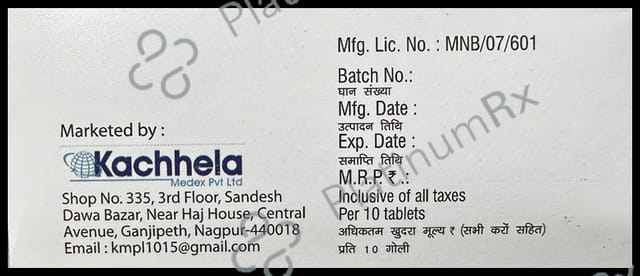 Marketed by :
Kachhela
Medex Pvt Ltd
Shop No. 335, 3rd Floor, Sandesh
Dawa Bazar, Near Haj House, Central
Avenue, Ganjipeth, Nagpur-440018
Email : kmpl1015@gmail.com
Mfg. Lic. No. : MNB/07/601
Batch No.:
घान संख्या
Mfg. Date :
उत्पादन तिथि
Exp. Date:
समाप्ति तिथि
M.R.P ₹ .:
Inclusive of all taxes
Per 10 tablets
अधिकतम खुदरा मूल्य ₹ (सभी करों सहित)
प्रति 10 गोली
PlatinumRx